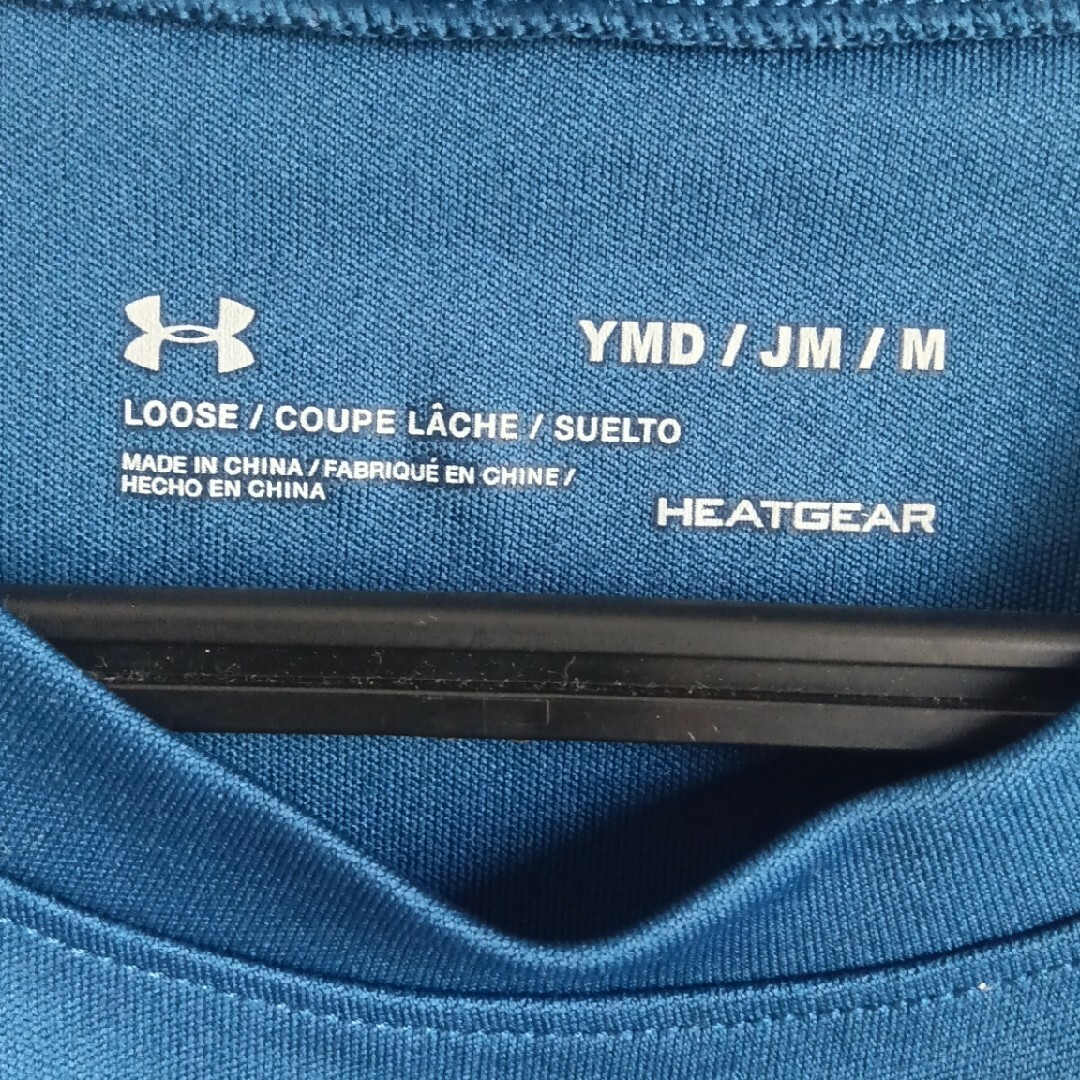 YMD / JM / M
LOOSE / COUPE LÂCHE / SUELTO
MADE IN CHINA / FABRIQUÉ EN CHINE /
HECHO EN CHINA
HEATGEAR